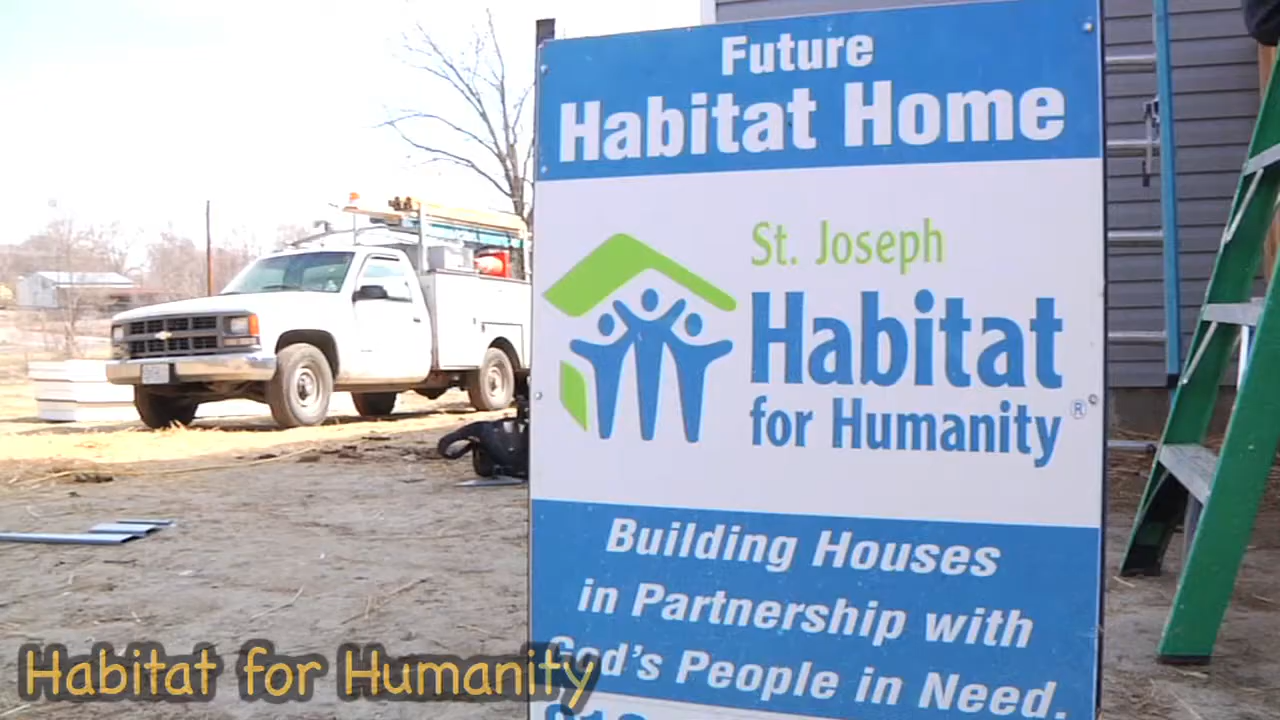 Future
Habitat Home
St. Joseph
Habitat
for Humanity®
Building Houses
in Partnership with
God's People in Need.
Habitat for Humanity